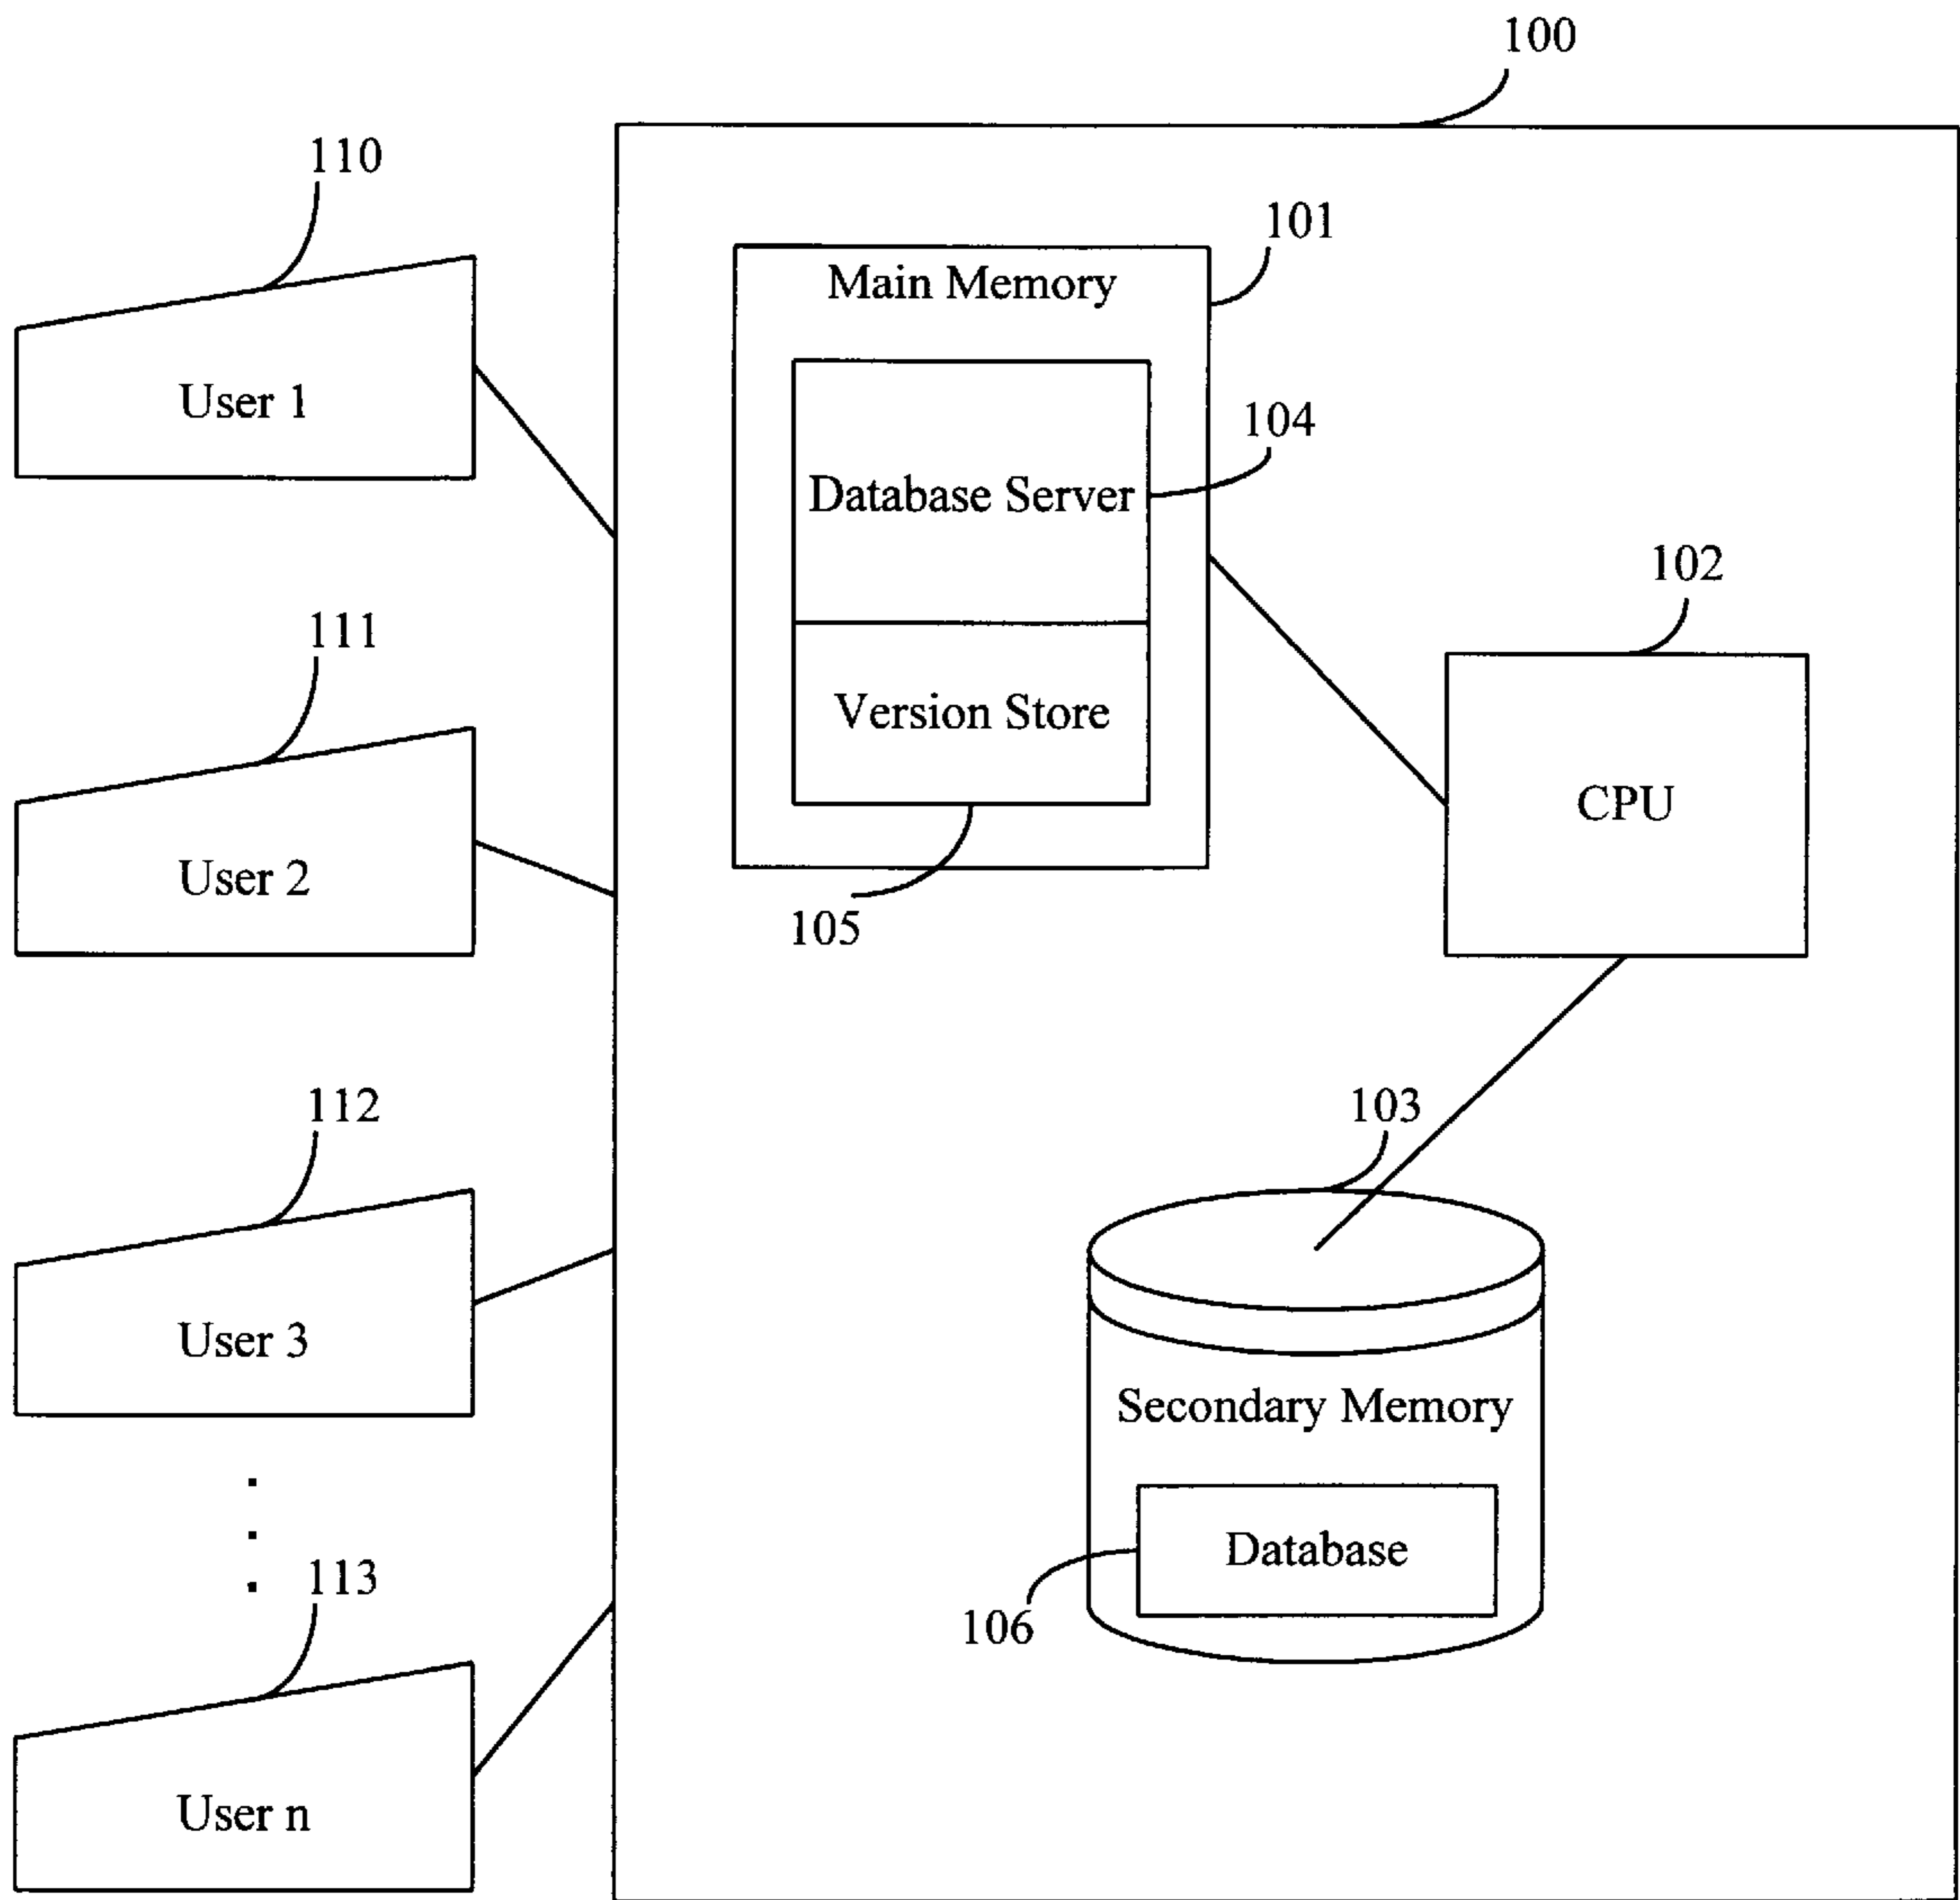 100
110
101
Main Memory
User 1
104
Database Server
102
111
Version Store
CPU
User 2
105
112
103
User 3
Secondary Memory
Database
113
106
User n